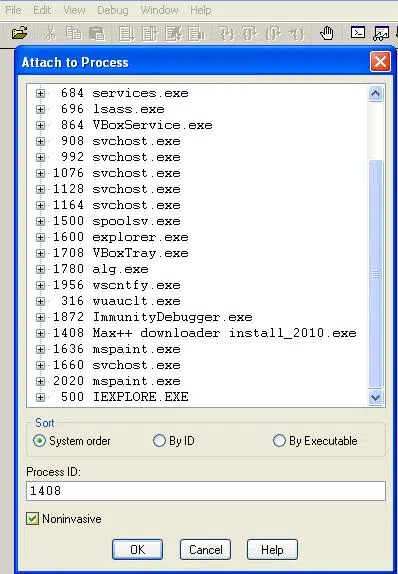 File Edit View Debug Window Help
Attach to Process
684 services.exe
696 lsass.exe
864 VBoxService.exe
908 svchost.exe
992 svchost.exe
1076 svchost.exe
1128 svchost.exe
1164 svchost.exe
1500 spoolsv.exe
1600 explorer.exe
1708 VBoxTray.exe
1780 alg.exe
1956 wscntfy.exe
316 wuauclt.exe
1872 ImmunityDebugger.exe
1408 Max++ downloader install_2010.exe
1636 mspaint.exe
1660 svchost.exe
2020 mspaint.exe
500 IEXPLORE.EXE
Sort
System order By ID By Executable
Process ID:
1408
Noninvasive
OK Cancel Help